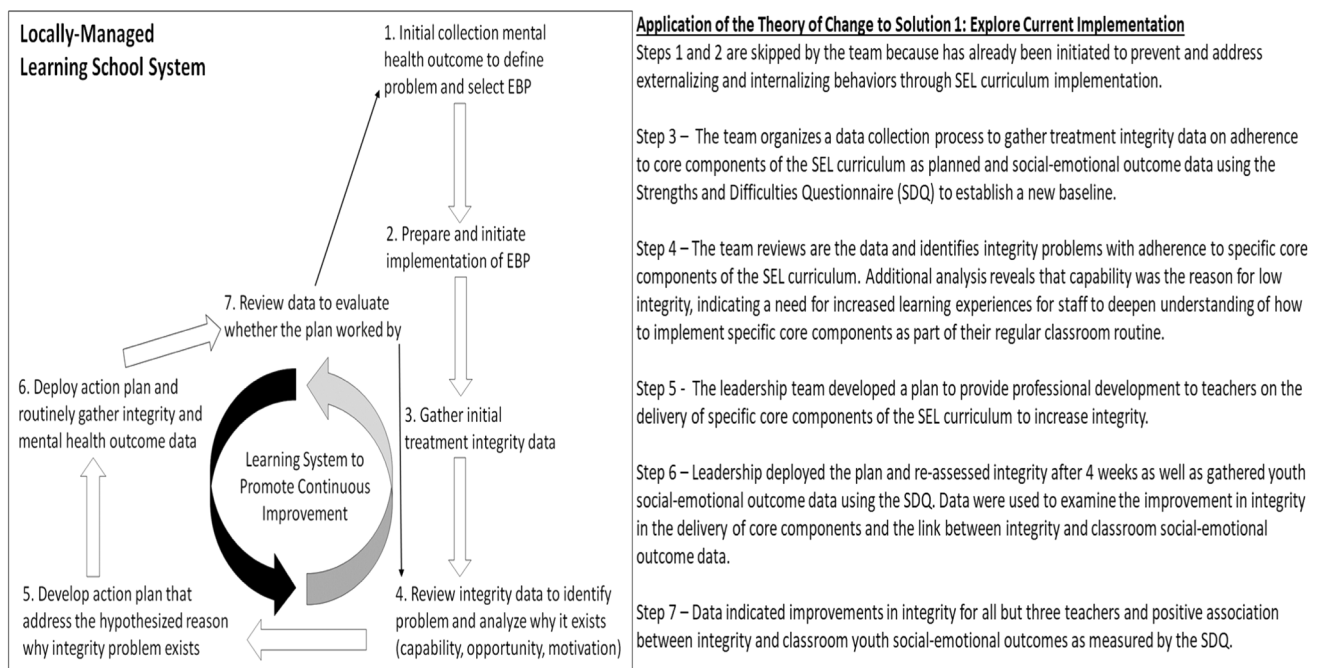 Locally-Managed
Learning School System
1. Initial collection mental
health outcome to define
problem and select EBP
2. Prepare and initiate
implementation of EBP
7. Review data to evaluate
whether the plan worked by
6. Deploy action plan and
routinely gather integrity and
mental health outcome data
3. Gather initial
treatment integrity data
Learning System to
Promote Continuous
Improvement
5. Develop action plan that
address the hypothesized reason
why integrity problem exists
4. Review integrity data to identify
problem and analyze why it exists
(capability, opportunity, motivation)
Application of the Theory of Change to Solution 1: Explore Current Implementation
Steps 1 and 2 are skipped by the team because has already been initiated to prevent and address
externalizing and internalizing behaviors through SEL curriculum implementation.
Step 3 – The team organizes a data collection process to gather treatment integrity data on adherence
to core components of the SEL curriculum as planned and social-emotional outcome data using the
Strengths and Difficulties Questionnaire (SDQ) to establish a new baseline.
Step 4 – The team reviews are the data and identifies integrity problems with adherence to specific core
components of the SEL curriculum. Additional analysis reveals that capability was the reason for low
integrity, indicating a need for increased learning experiences for staff to deepen understanding of how
to implement specific core components as part of their regular classroom routine.
Step 5 - The leadership team developed a plan to provide professional development to teachers on the
delivery of specific core components of the SEL curriculum to increase integrity.
Step 6 – Leadership deployed the plan and re-assessed integrity after 4 weeks as well as gathered youth
social-emotional outcome data using the SDQ. Data were used to examine the improvement in integrity
in the delivery of core components and the link between integrity and classroom social-emotional
outcome data.
Step 7 – Data indicated improvements in integrity for all but three teachers and positive association
between integrity and classroom youth social-emotional outcomes as measured by the SDQ.